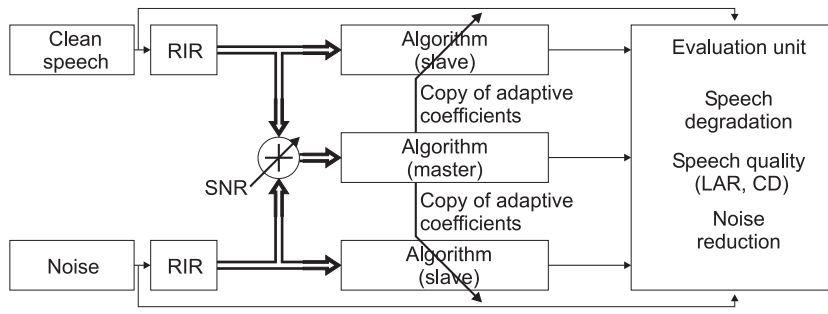 Clean
speech
RIR
Algorithm
(slave)
Evaluation unit
Copy of adaptive
coefficients
Speech
degradation
SNR
Algorithm
(master)
Speech quality
(LAR, CD)
Copy of adaptive
coefficients
Noise
reduction
Noise
RIR
Algorithm
(slave)